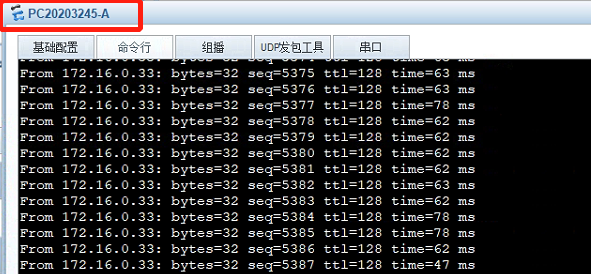 PC20203245-A
基础配置 命令行 组播 UDP发包工具 串口
From 172.16.0.33: bytes=32 seq=5375 ttl=128 time=63 ms
From 172.16.0.33: bytes=32 seq=5376 ttl=128 time=63 ms
From 172.16.0.33: bytes=32 seq=5377 ttl=128 time=78 ms
From 172.16.0.33: bytes=32 seq=5378 ttl=128 time=62 ms
From 172.16.0.33: bytes=32 seq=5379 ttl=128 time=62 ms
From 172.16.0.33: bytes=32 seq=5380 ttl=128 time=62 ms
From 172.16.0.33: bytes=32 seq=5381 ttl=128 time=62 ms
From 172.16.0.33: bytes=32 seq=5382 ttl=128 time=63 ms
From 172.16.0.33: bytes=32 seq=5383 ttl=128 time=62 ms
From 172.16.0.33: bytes=32 seq=5384 ttl=128 time=78 ms
From 172.16.0.33: bytes=32 seq=5385 ttl=128 time=78 ms
From 172.16.0.33: bytes=32 seq=5386 ttl=128 time=62 ms
From 172.16.0.33: bytes=32 seq=5387 ttl=128 time=47 ms